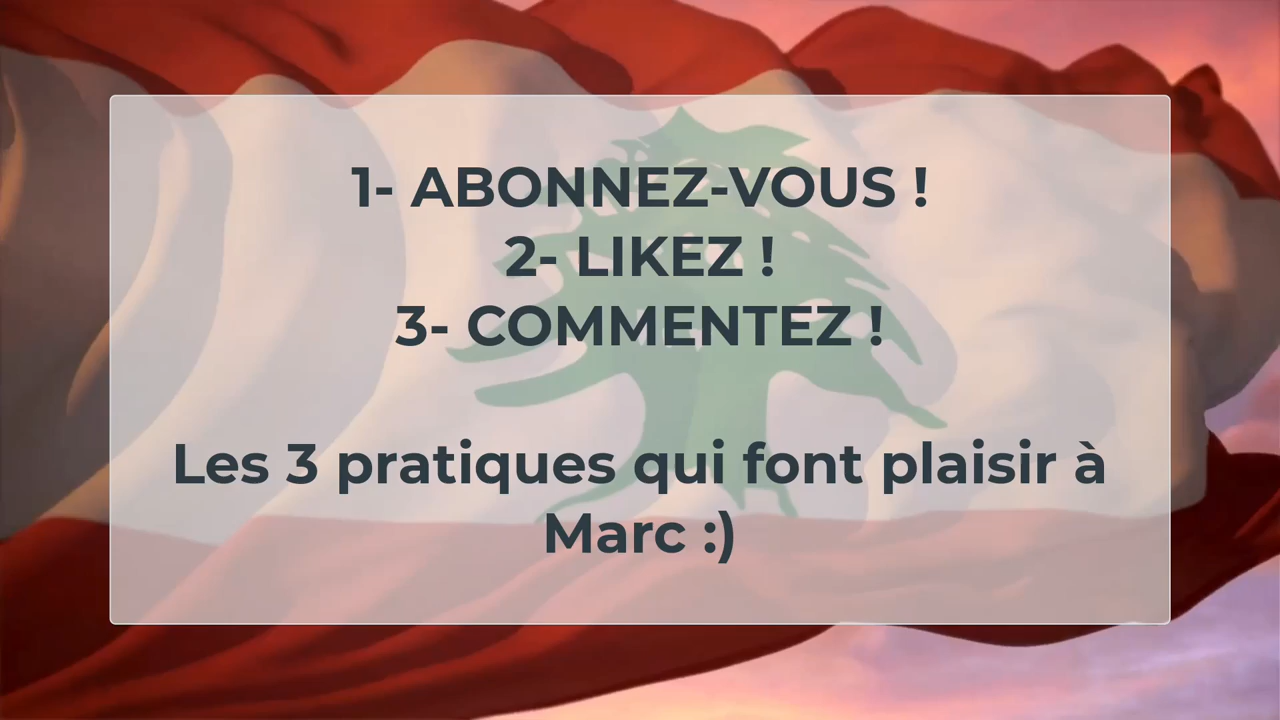 1- ABONNEZ-VOUS !
2- LIKEZ !
3- COMMENTEZ !
Les 3 pratiques qui font plaisir à
Marc :)